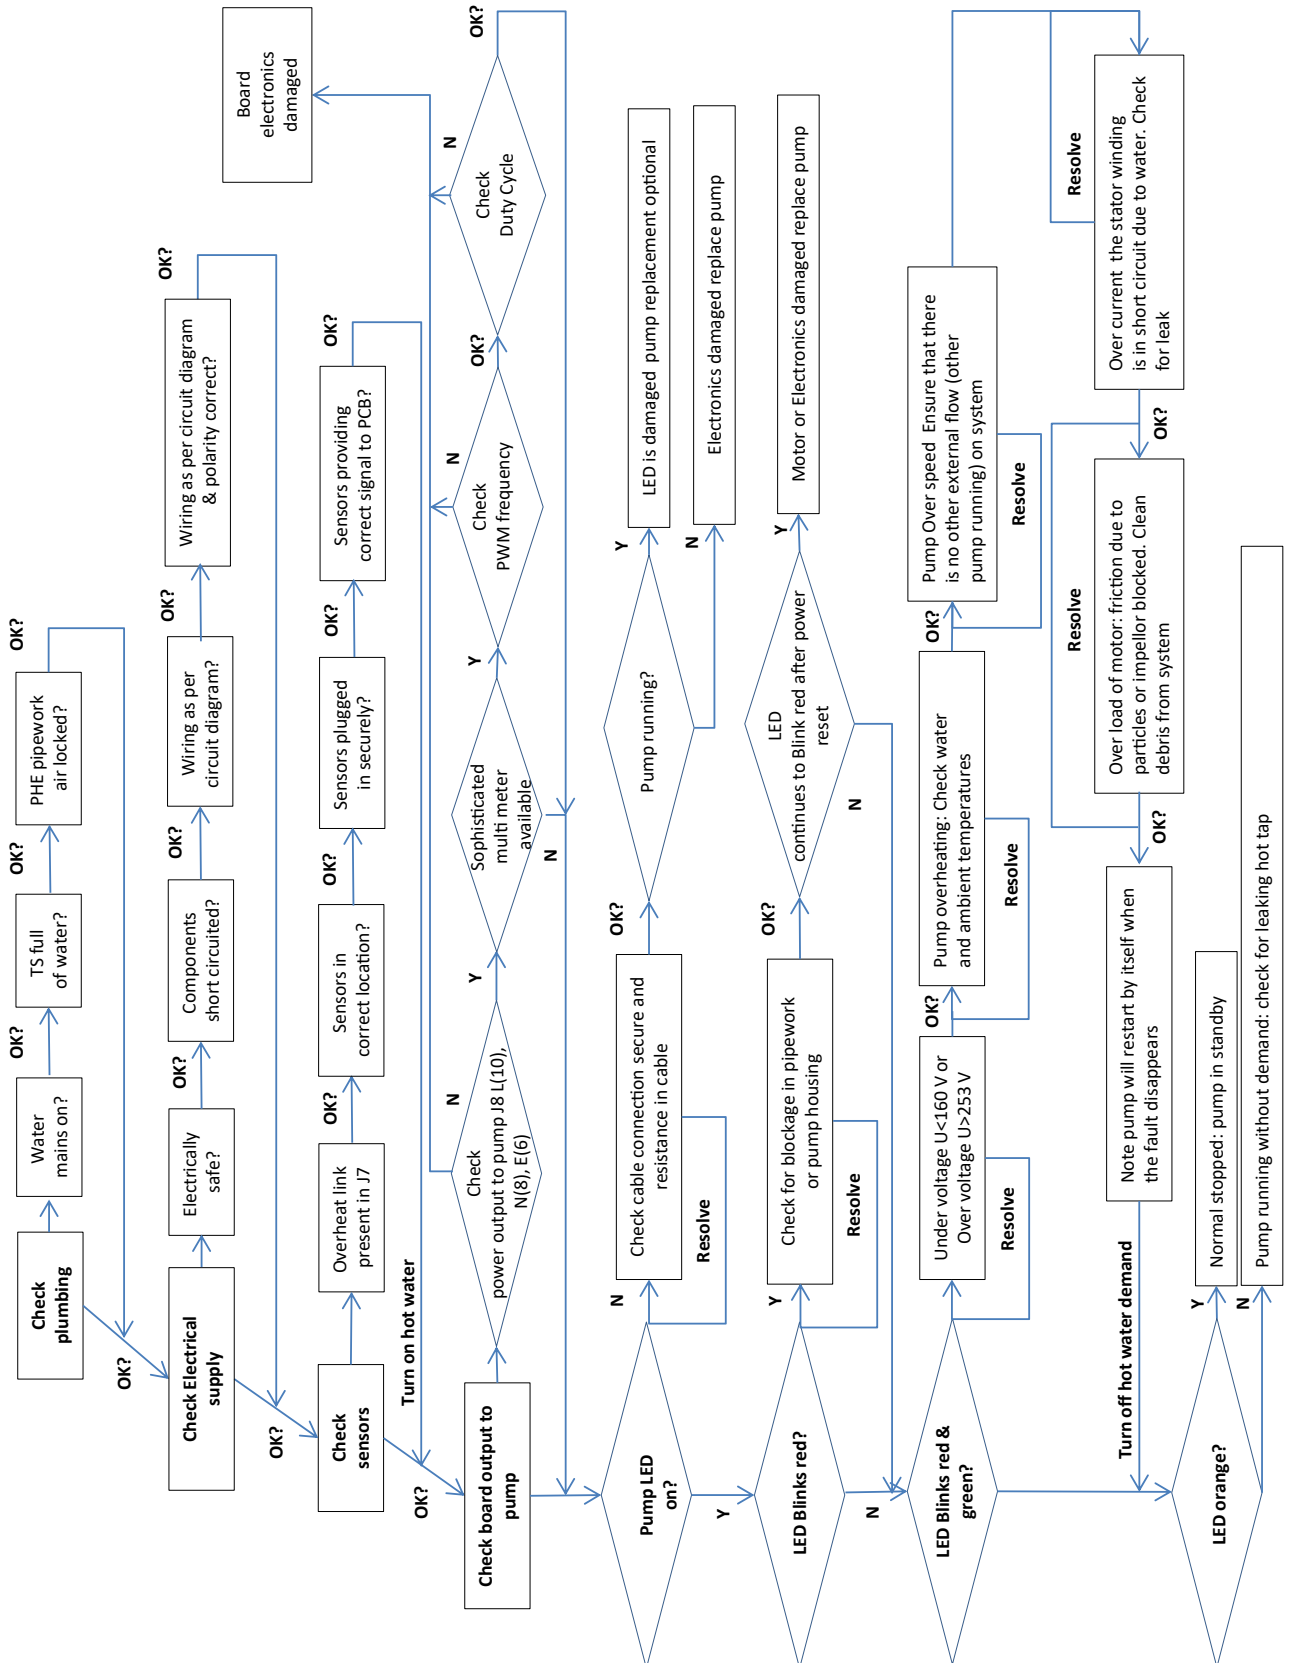 Check
plumbing
Water
mains on?
OK?
TS full
of water?
OK?
PHE pipework
air locked?
OK?
OK?
Check Electrical
supply
Electrically
safe?
OK?
Components
short circuited?
OK?
Wiring as per
circuit diagram?
OK?
Wiring as per circuit diagram
& polarity correct?
OK?
OK?
Check
sensors
Overheat link
present in J7
OK?
Sensors in
correct location?
OK?
Sensors plugged
in securely?
OK?
Sensors providing
correct signal to PCB?
OK?
Turn on hot water
OK?
Check board output to
pump
Check
power output to pump J8 L(10),
N(8), E(6)
N
Y
Sophisticated
multi meter
available
N
Y
Check
PWM frequency
N
OK?
Check
Duty Cycle
N
OK?
Board
electronics
damaged
Pump LED
on?
N
Check cable connection secure and
resistance in cable
Resolve
OK?
Pump running?
Y
LED is damaged pump replacement optional
N
Electronics damaged replace pump
Y
LED Blinks red?
Y
Check for blockage in pipework
or pump housing
Resolve
OK?
LED
continues to Blink red after power
reset
Y
Motor or Electronics damaged replace pump
N
N
LED Blinks red &
green?
Under voltage U<160 V or
Over voltage U>253 V
Resolve
OK?
Pump overheating: Check water
and ambient temperatures
Resolve
OK?
Pump Over speed Ensure that there
is no other external flow (other
pump running) on system
Resolve
Over current the stator winding
is in short circuit due to water. Check
for leak
Resolve
OK?
Over load of motor: friction due to
particles or impellor blocked. Clean
debris from system
Resolve
OK?
Note pump will restart by itself when
the fault disappears
Turn off hot water demand
LED orange?
Y
Normal stopped: pump in standby
N
Pump running without demand: check for leaking hot tap